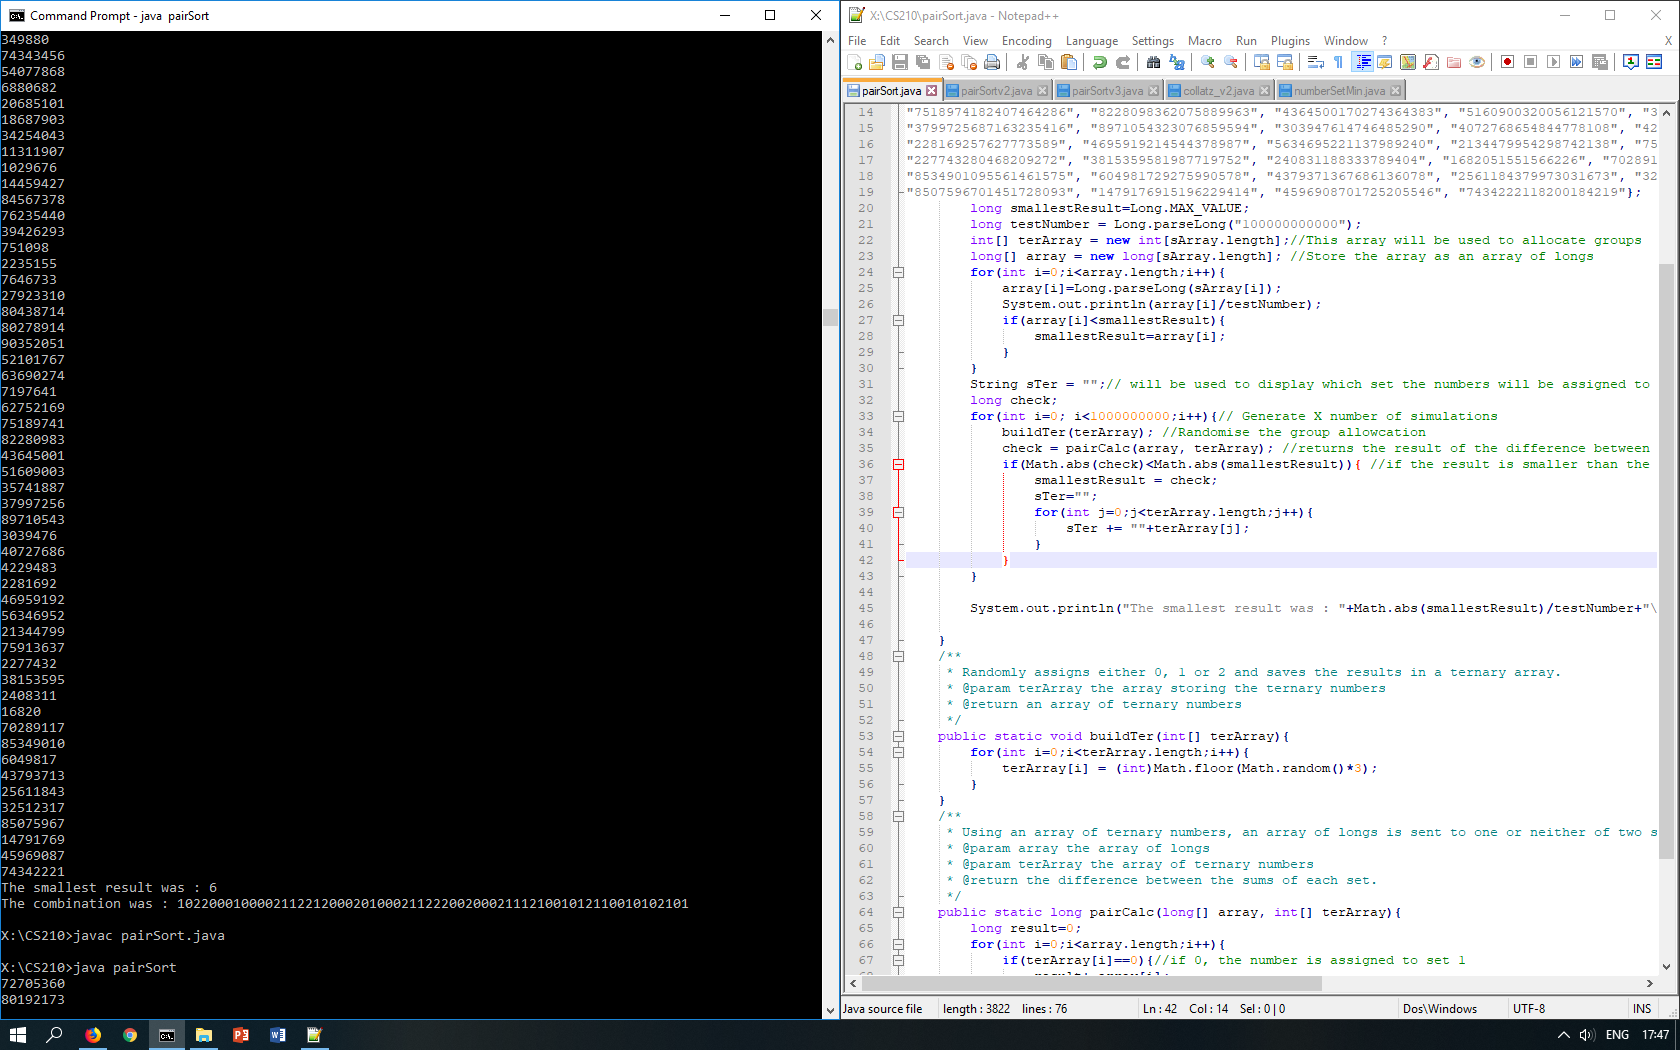 Command Prompt - java  pairSort
349880
74343456
54077868
6880682
20685101
18687903
34254043
11311907
1029676
14459427
84567378
76235440
39426293
751098
2235155
7646733
27923310
80438714
80278914
90352051
52101767
63690274
7197641
62752169
75189741
82280983
43645001
51609003
35741887
37997256
89710543
3039476
40727686
4229483
2281692
46959192
56346952
21344799
75913637
2277432
38153595
2408311
16820
70289117
85349010
6049817
43793713
25611843
32512317
85075967
14791769
45969087
74342221
The smallest result was : 6
The combination was : 
X:\CS210>javac pairSort.java
X:\CS210>java pairSort
72705360
80192173
X:\CS210\pairSort.java - Notepad++
File Edit Search View Encoding Language Settings Macro Run Plugins Window ? X
pairSort.java pairSortv2.java pairSortv3.java collatz_v2.java numberSetMin.java
14 "7518974182407464286", "8228098362075889963", "4364500170274364383", "5160900320056121570", "3
15 "3799725687163235416", "8971054323076859594", "303947614746485290", "4072768654844778108", "42
16 "228169257627773589", "4695919214544378987", "5634695221137989240", "2134479954298742138", "75
17 "227743280468209272", "3815359581987719752", "240831188333789404", "1682051551566226", "702891
18 "8534901095561461575", "604981729275990578", "4379371367686136078", "2561184379973031673", "32
19 "8507596701451728093", "1479176915196229414", "4596908701725205546", "7434222118200184219"};
20 long smallestResult=Long.MAX_VALUE;
21 long testNumber = Long.parseLong("100000000000");
22 int[] terArray = new int[sArray.length];//This array will be used to allocate groups
23 long[] array = new long[sArray.length]; //Store the array as an array of longs
24 for(int i=0;i<array.length;i++){
25 array[i]=Long.parseLong(sArray[i]);
26 System.out.println(array[i]/testNumber);
27 if(array[i]<smallestResult){
28 smallestResult=array[i];
29 }
30 }
31 String sTer = "";// will be used to display which set the numbers will be assigned to
32 long check;
33 for(int i=0; i<1000000000;i++){// Generate X number of simulations
34 buildTer(terArray); //Randomise the group allowcation
35 check = pairCalc(array, terArray); //returns the result of the difference between
36 if(Math.abs(check)<Math.abs(smallestResult)){ //if the result is smaller than the
37 smallestResult = check;
38 sTer="";
39 for(int j=0;j<terArray.length;j++){
40 sTer += ""+terArray[j];
41 }
42 }
43 }
44
45 System.out.println("The smallest result was : "+Math.abs(smallestResult)/testNumber+"\
46
47 }
48 /**
49 * Randomly assigns either 0, 1 or 2 and saves the results in a ternary array.
50 * @param terArray the array storing the ternary numbers
51 * @return an array of ternary numbers
52 */
53 public static void buildTer(int[] terArray){
54 for(int i=0;i<terArray.length;i++){
55 terArray[i] = (int)Math.floor(Math.random()*3);
56 }
57 }
58 /**
59 * Using an array of ternary numbers, an array of longs is sent to one or neither of two s
60 * @param array the array of longs
61 * @param terArray the array of ternary numbers
62 * @return the difference between the sums of each set.
63 */
64 public static long pairCalc(long[] array, int[] terArray){
65 long result=0;
66 for(int i=0;i<array.length;i++){
67 if(terArray[i]==0){//if 0, the number is assigned to set 1
Java source file length : 3822 lines : 76 Ln : 42 Col : 14 Sel : 0 | 0 Dos\Windows UTF-8 INS
ENG 17:47